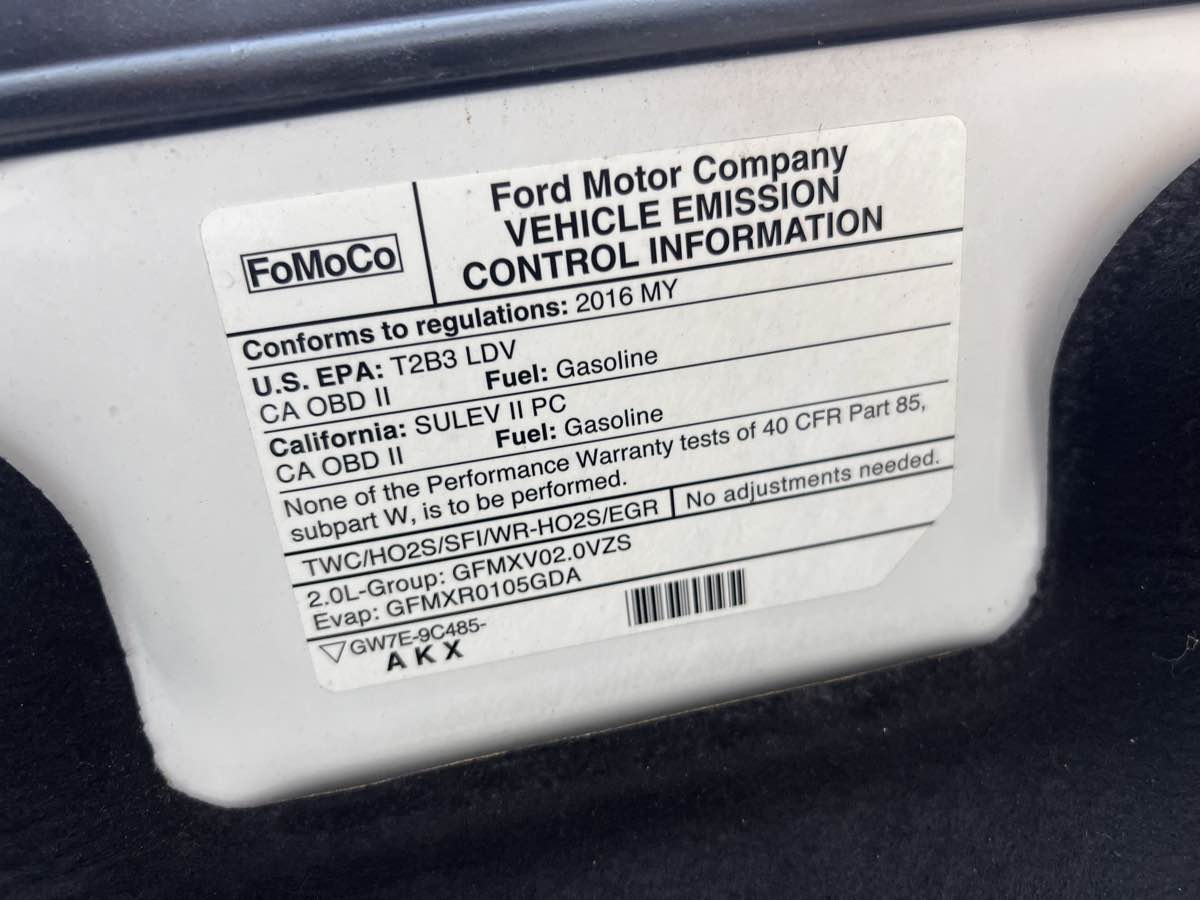 FoMoCo
Ford Motor Company
VEHICLE EMISSION
CONTROL INFORMATION
Conforms to regulations: 2016 MY
U.S. EPA: T2B3 LDV
CA OBD II Fuel: Gasoline
California: SULEV II PC
CA OBD II Fuel: Gasoline
None of the Performance Warranty tests of 40 CFR Part 85,
subpart W, is to be performed.
TWC/HO2S/SFI/WR-HO2S/EGR No adjustments needed.
2.0L-Group: GFMXV02.0VZS
Evap: GFMXR0105GDA
GW7E-9C485-
A K X